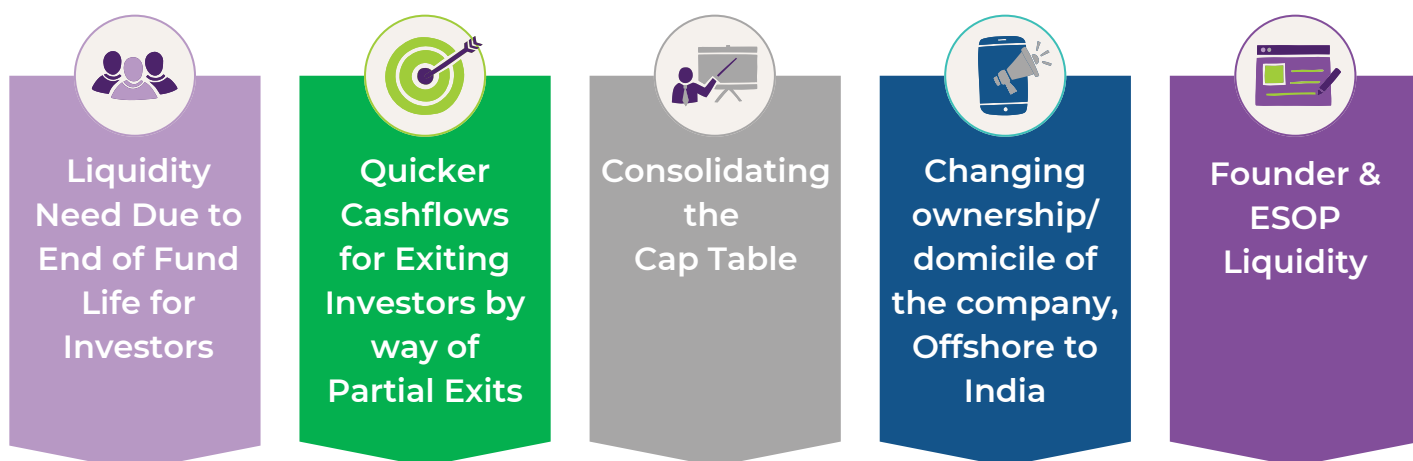 Liquidity
Need Due to
End of Fund
Life for
Investors
Quicker
Cashflows
for Exiting
Investors by
way of
Partial Exits
Consolidating
the
Cap Table
Changing
ownership/
domicile of
the company,
Offshore to
India
Founder &
ESOP
Liquidity